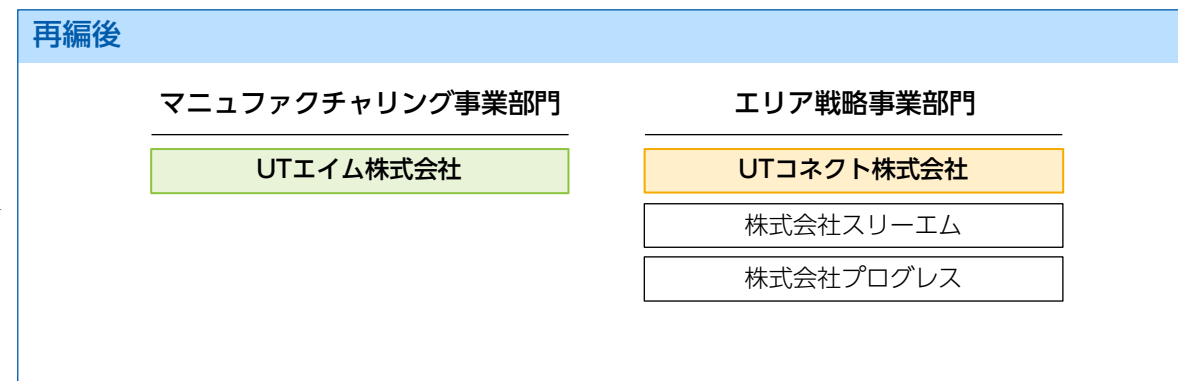 再編後
マニュファクチャリング事業部門
エリア戦略事業部門
UTエイム株式会社
UTコネクト株式会社
株式会社スリーエム
株式会社プログレス